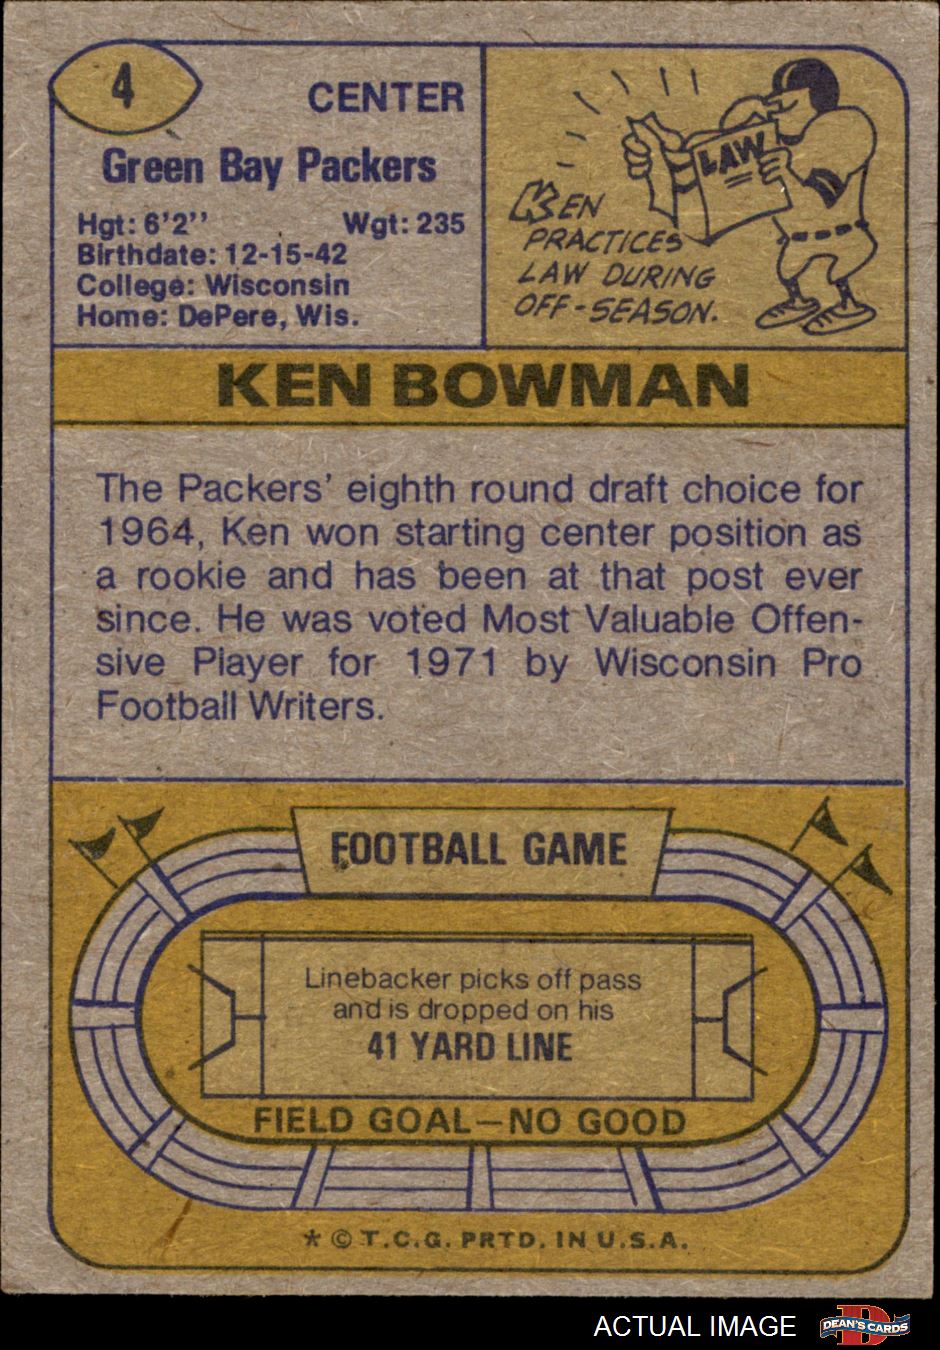 4
CENTER
Green Bay Packers
Hgt: 6'2'' Wgt: 235
Birthdate: 12-15-42
College: Wisconsin
Home: DePere, Wis.
LAW
KEN
PRACTICES
LAW DURING
OFF-SEASON.
KEN BOWMAN
The Packers' eighth round draft choice for
1964, Ken won starting center position as
a rookie and has been at that post ever
since. He was voted Most Valuable Offen-
sive Player for 1971 by Wisconsin Pro
Football Writers.
FOOTBALL GAME
Linebacker picks off pass
and is dropped on his
41 YARD LINE
FIELD GOAL—NO GOOD
* © T.C.G. PRTD. IN U.S.A.
ACTUAL IMAGE
D
DEAN'S CARDS